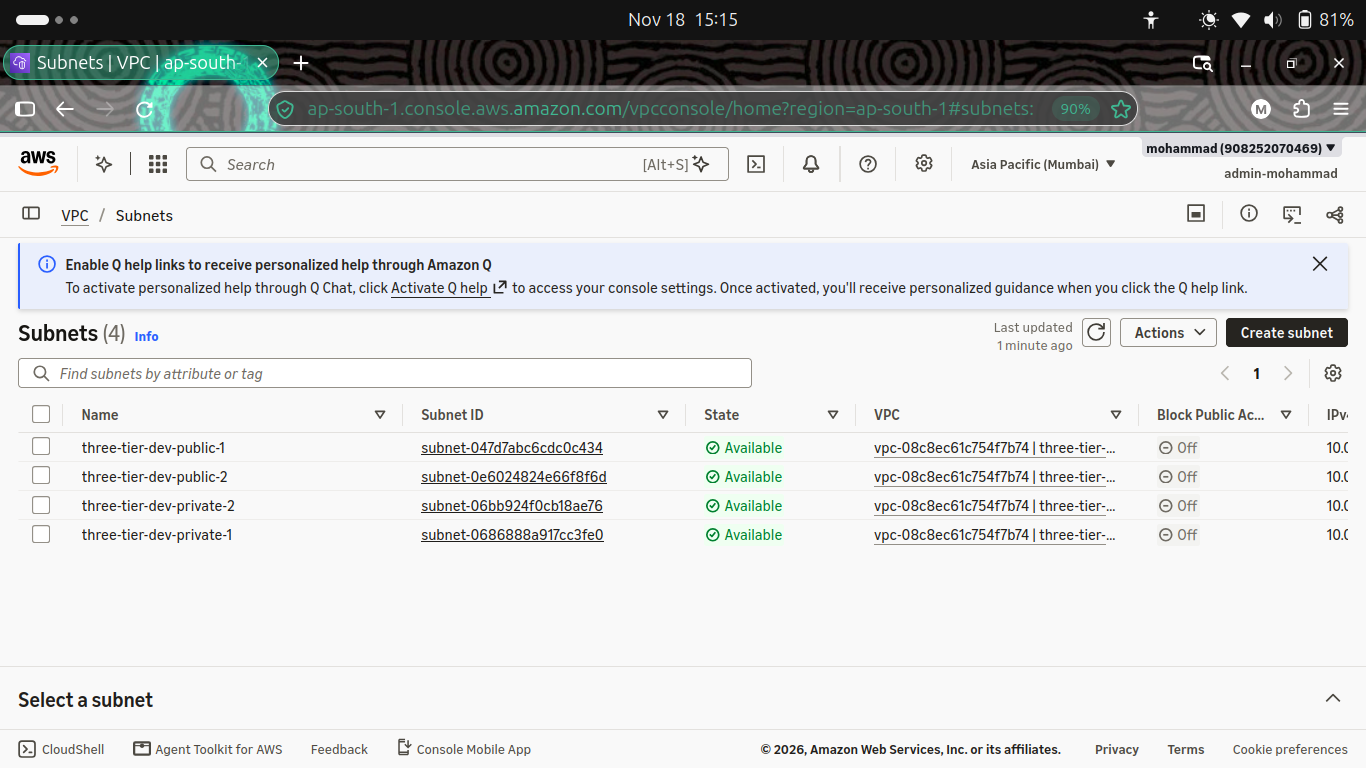 Nov 18 15:15
81%
Subnets | VPC | ap-south-
ap-south-1.console.aws.amazon.com/vpcconsole/home?region=ap-south-1#subnets:
90%
M
aws
Search
[Alt+S]
Asia Pacific (Mumbai)
mohammad (908252070469)
admin-mohammad
VPC / Subnets
Enable Q help links to receive personalized help through Amazon Q
To activate personalized help through Q Chat, click Activate Q help to access your console settings. Once activated, you'll receive personalized guidance when you click the Q help link.
Subnets (4) Info
Last updated
1 minute ago
Actions
Create subnet
Find subnets by attribute or tag
1
Name Subnet ID State VPC Block Public Ac... IPv4
three-tier-dev-public-1 subnet-047d7abc6cdc0c434 Available vpc-08c8ec61c754f7b74 | three-tier-... Off 10.0
three-tier-dev-public-2 subnet-0e6024824e66f8f6d Available vpc-08c8ec61c754f7b74 | three-tier-... Off 10.0
three-tier-dev-private-2 subnet-06bb924f0cb18ae76 Available vpc-08c8ec61c754f7b74 | three-tier-... Off 10.0
three-tier-dev-private-1 subnet-0686888a917cc3fe0 Available vpc-08c8ec61c754f7b74 | three-tier-... Off 10.0
Select a subnet
CloudShell Agent Toolkit for AWS Feedback Console Mobile App © 2026, Amazon Web Services, Inc. or its affiliates. Privacy Terms Cookie preferences